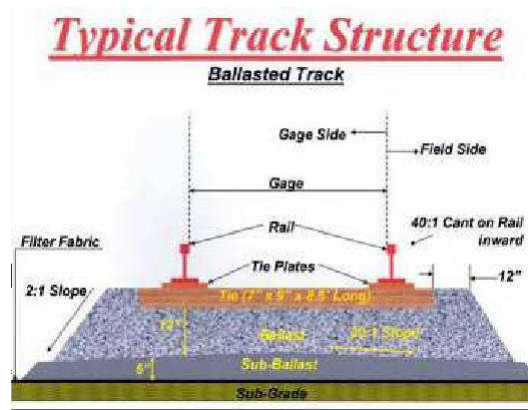 Typical Track Structure
Ballasted Track
Gage Side
Field Side
Gage
40:1 Cant on Rail
inward
Rail
Filter Fabric
Tie Plates
12"
2:1 Slope
Tie (7" x 9" x 8.5' Long)
12"
Ballast
20:1 Slope
Sub-Ballast
6"
Sub-Grade